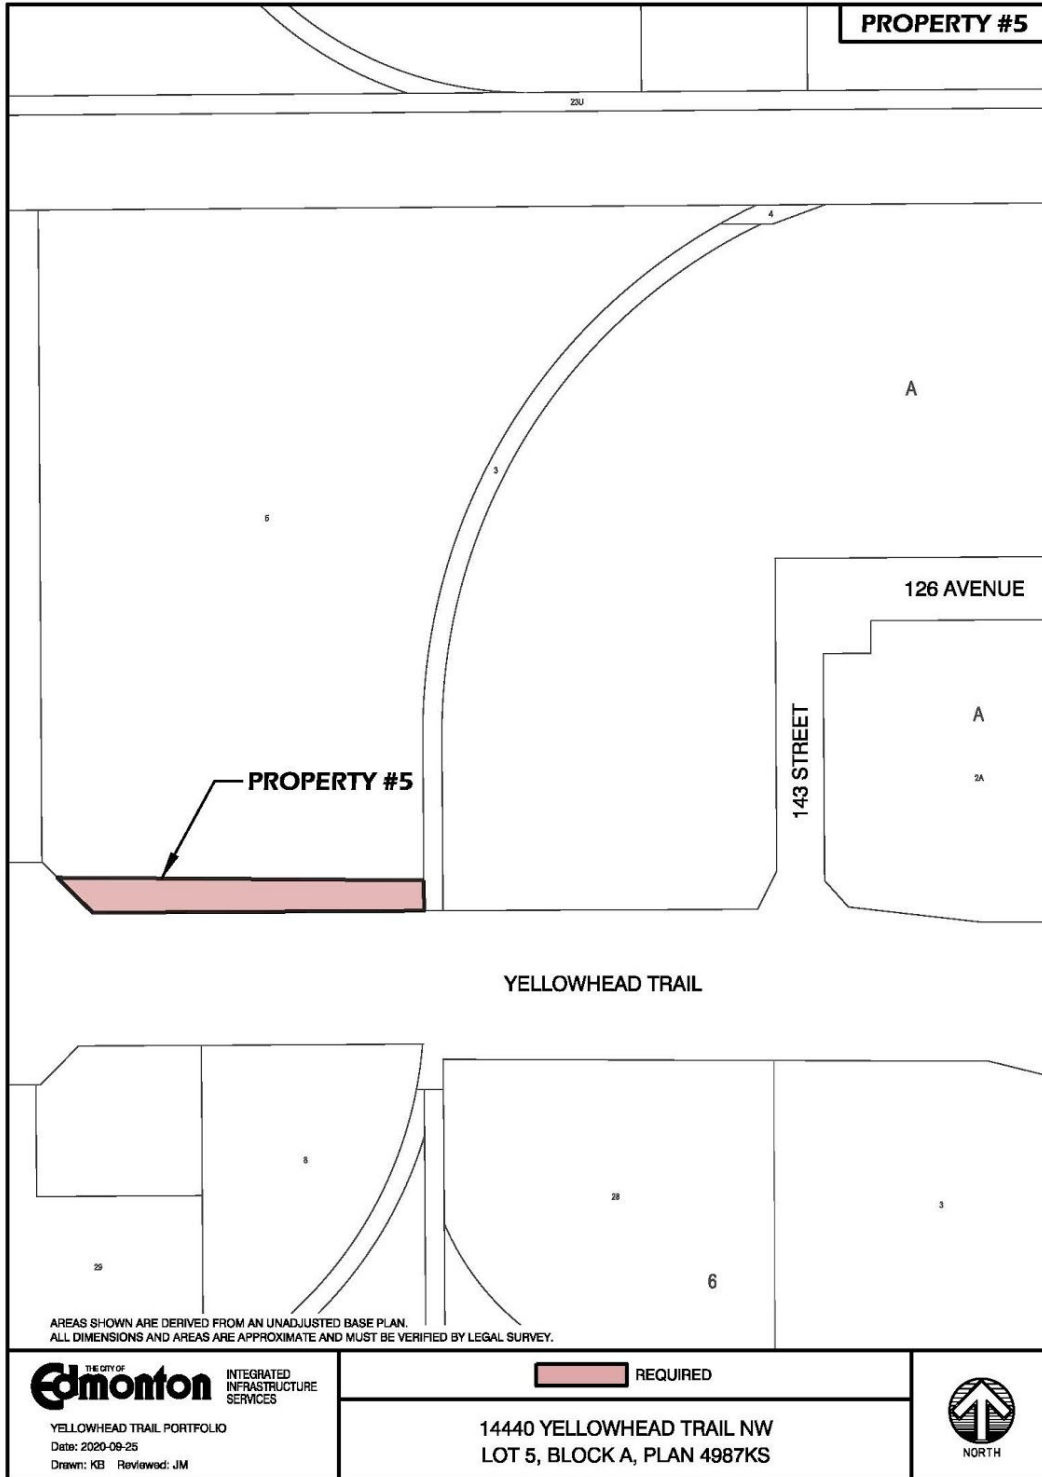 PROPERTY #5
23U
4
A
3
5
126 AVENUE
A
143 STREET
2A
PROPERTY #5
YELLOWHEAD TRAIL
8
28
3
29
6
AREAS SHOWN ARE DERIVED FROM AN UNADJUSTED BASE PLAN.
ALL DIMENSIONS AND AREAS ARE APPROXIMATE AND MUST BE VERIFIED BY LEGAL SURVEY.
THE CITY OF
Edmonton
INTEGRATED
INFRASTRUCTURE
SERVICES
YELLOWHEAD TRAIL PORTFOLIO
Date: 2020-09-25
Drawn: KB Reviewed: JM
REQUIRED
14440 YELLOWHEAD TRAIL NW
LOT 5, BLOCK A, PLAN 4987KS
NORTH